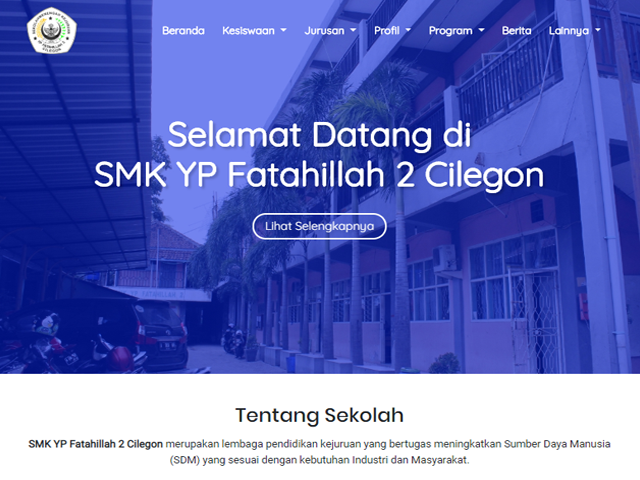 Beranda Kesiswaan Jurusan Profil Program Berita Lainnya
Selamat Datang di
SMK YP Fatahillah 2 Cilegon
Lihat Selengkapnya
Tentang Sekolah
SMK YP Fatahillah 2 Cilegon merupakan lembaga pendidikan kejuruan yang bertugas meningkatkan Sumber Daya Manusia
(SDM) yang sesuai dengan kebutuhan Industri dan Masyarakat.